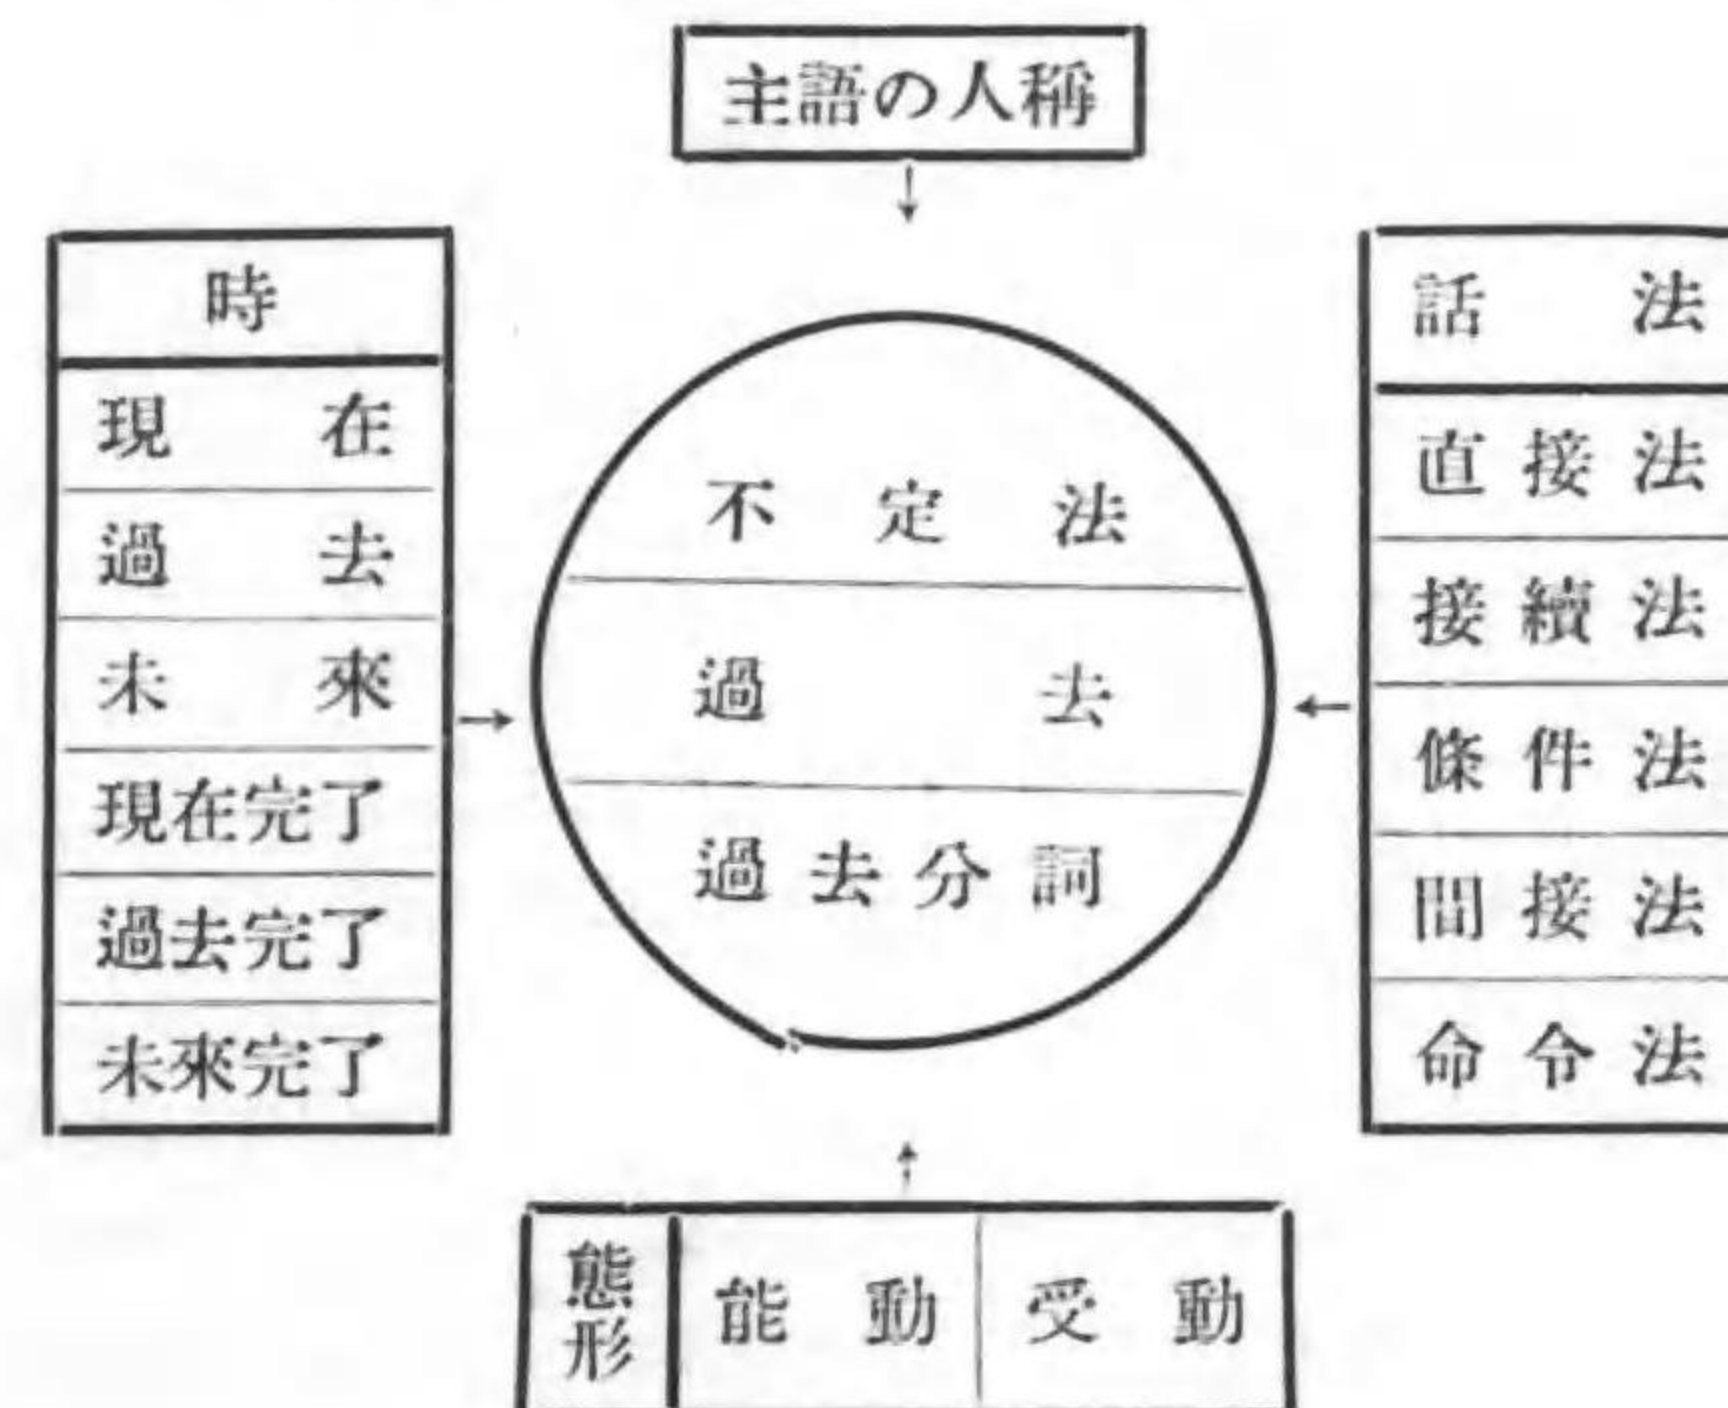 主語の人稱
時
現在
過去
未來
現在完了
過去完了
未來完了
不定法
過去
過去分詞
話法
直接法
接續法
條件法
間接法
命令法
態形
能動
受動